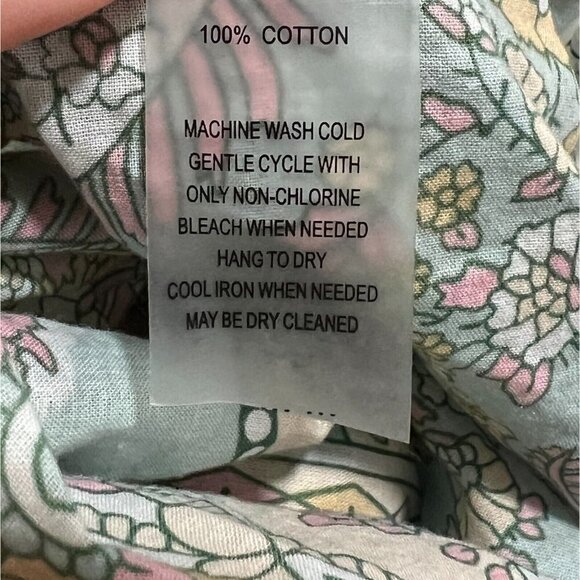 100% COTTON
MACHINE WASH COLD
GENTLE CYCLE WITH
ONLY NON-CHLORINE
BLEACH WHEN NEEDED
HANG TO DRY
COOL IRON WHEN NEEDED
MAY BE DRY CLEANED